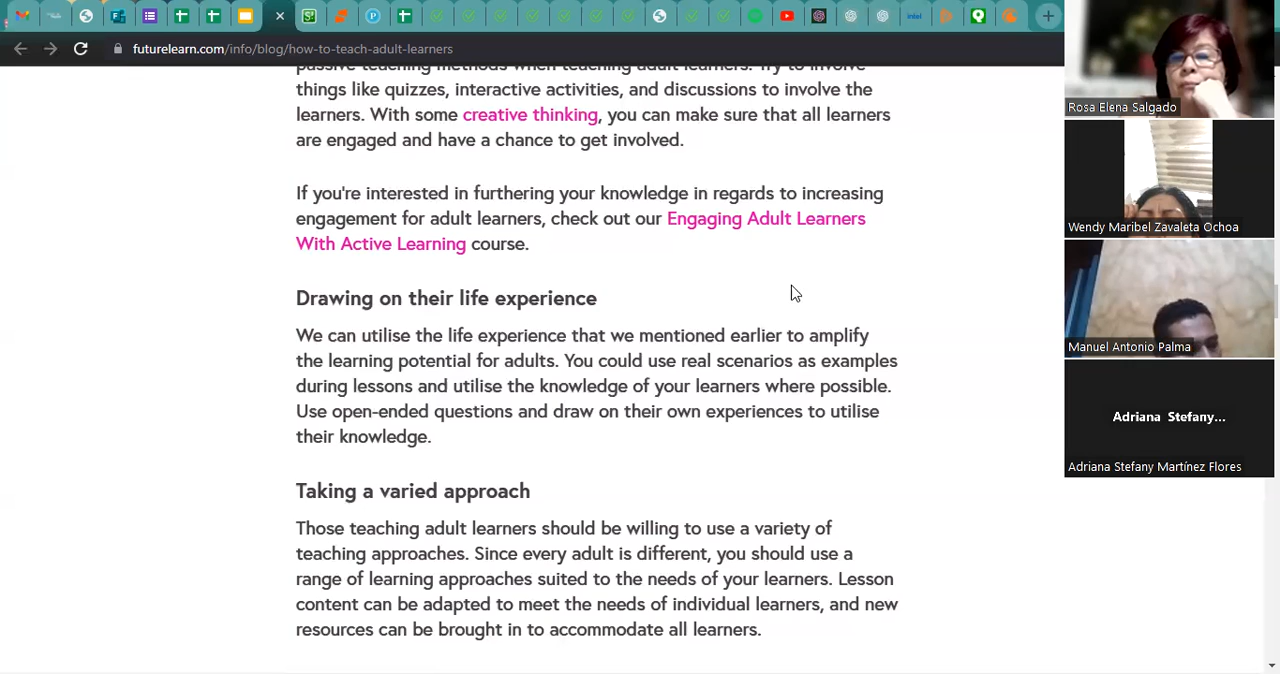 futurelearn.com/info/blog/how-to-teach-adult-learners
passive teaching methods when teaching adult learners. Try to involve
things like quizzes, interactive activities, and discussions to involve the
learners. With some creative thinking, you can make sure that all learners
are engaged and have a chance to get involved.
If you're interested in furthering your knowledge in regards to increasing
engagement for adult learners, check out our Engaging Adult Learners
With Active Learning course.
Drawing on their life experience
We can utilise the life experience that we mentioned earlier to amplify
the learning potential for adults. You could use real scenarios as examples
during lessons and utilise the knowledge of your learners where possible.
Use open-ended questions and draw on their own experiences to utilise
their knowledge.
Taking a varied approach
Those teaching adult learners should be willing to use a variety of
teaching approaches. Since every adult is different, you should use a
range of learning approaches suited to the needs of your learners. Lesson
content can be adapted to meet the needs of individual learners, and new
resources can be brought in to accommodate all learners.
Rosa Elena Salgado
Wendy Maribel Zavaleta Ochoa
Manuel Antonio Palma
Adriana Stefany...
Adriana Stefany Martínez Flores